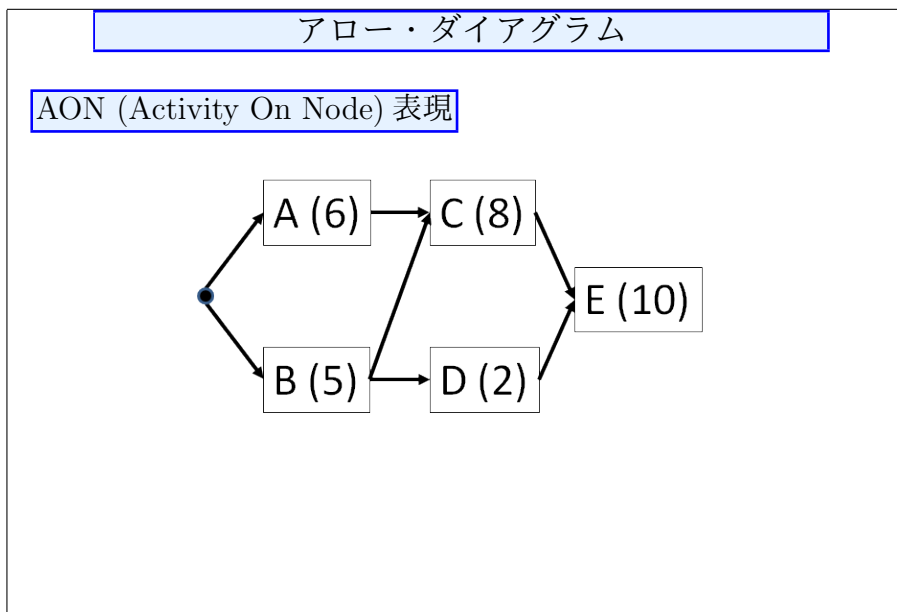 アロー・ダイアグラム
AON (Activity On Node) 表現
A (6)
C (8)
E (10)
B (5)
D (2)